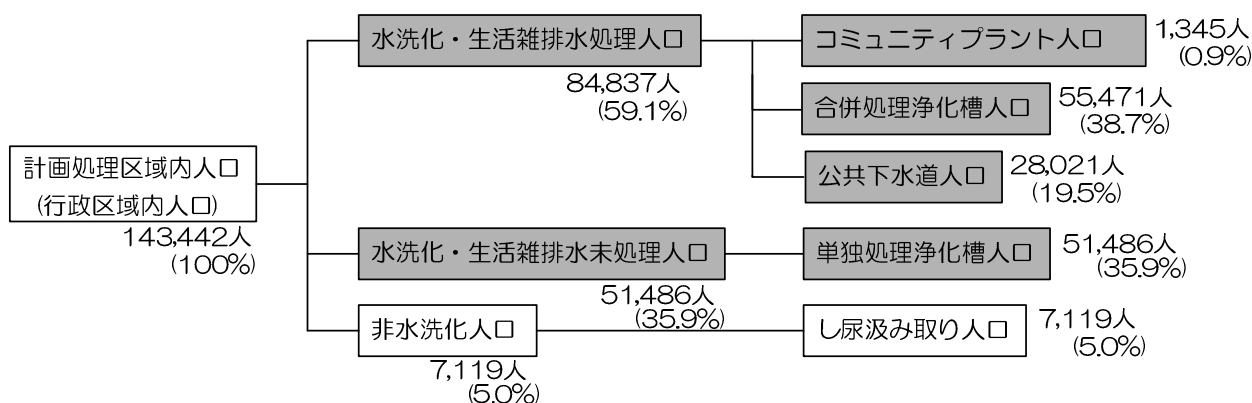 水洗化・生活雑排水処理人口
84,837人
(59.1%)
コミュニティプラント人口
1,345人
(0.9%)
合併処理浄化槽人口
55,471人
(38.7%)
公共下水道人口
28,021人
(19.5%)
計画処理区域内人口
(行政区域内人口)
143,442人
(100%)
水洗化・生活雑排水未処理人口
51,486人
(35.9%)
単独処理浄化槽人口
51,486人
(35.9%)
非水洗化人口
7,119人
(5.0%)
し尿汲み取り人口
7,119人
(5.0%)